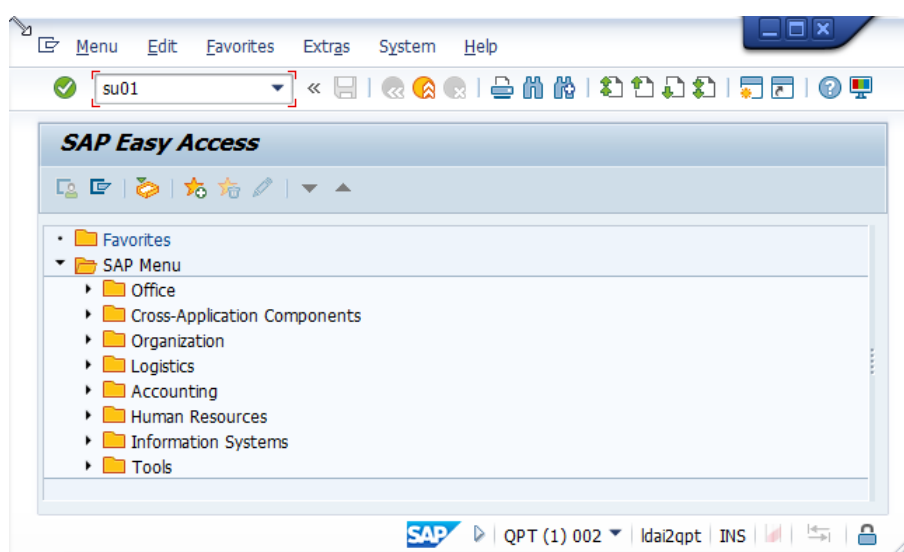 Menu Edit Favorites Extras System Help
su01
SAP Easy Access
Favorites
SAP Menu
Office
Cross-Application Components
Organization
Logistics
Accounting
Human Resources
Information Systems
Tools
SAP QPT (1) 002 ldai2qpt INS